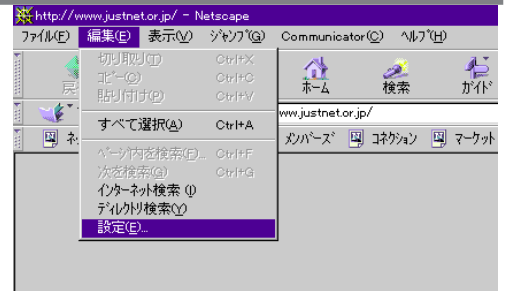 http://www.justnet.or.jp/ - Netscape
ファイル(F) 編集(E) 表示(V) ジャンプ(G) Communicator(C) ヘルプ(H)
切り取り(T) Ctrl+X
コピー(C) Ctrl+C
貼り付け(P) Ctrl+V
すべて選択(A) Ctrl+A
ページ内を検索(F)... Ctrl+F
次を検索(G) Ctrl+G
インターネット検索(I)
ディレクトリ検索(Y)
設定(E)...
戻 ホーム 検索 ガイド
ww.justnet.or.jp/
ネ メンバーズ コネクション マーケット